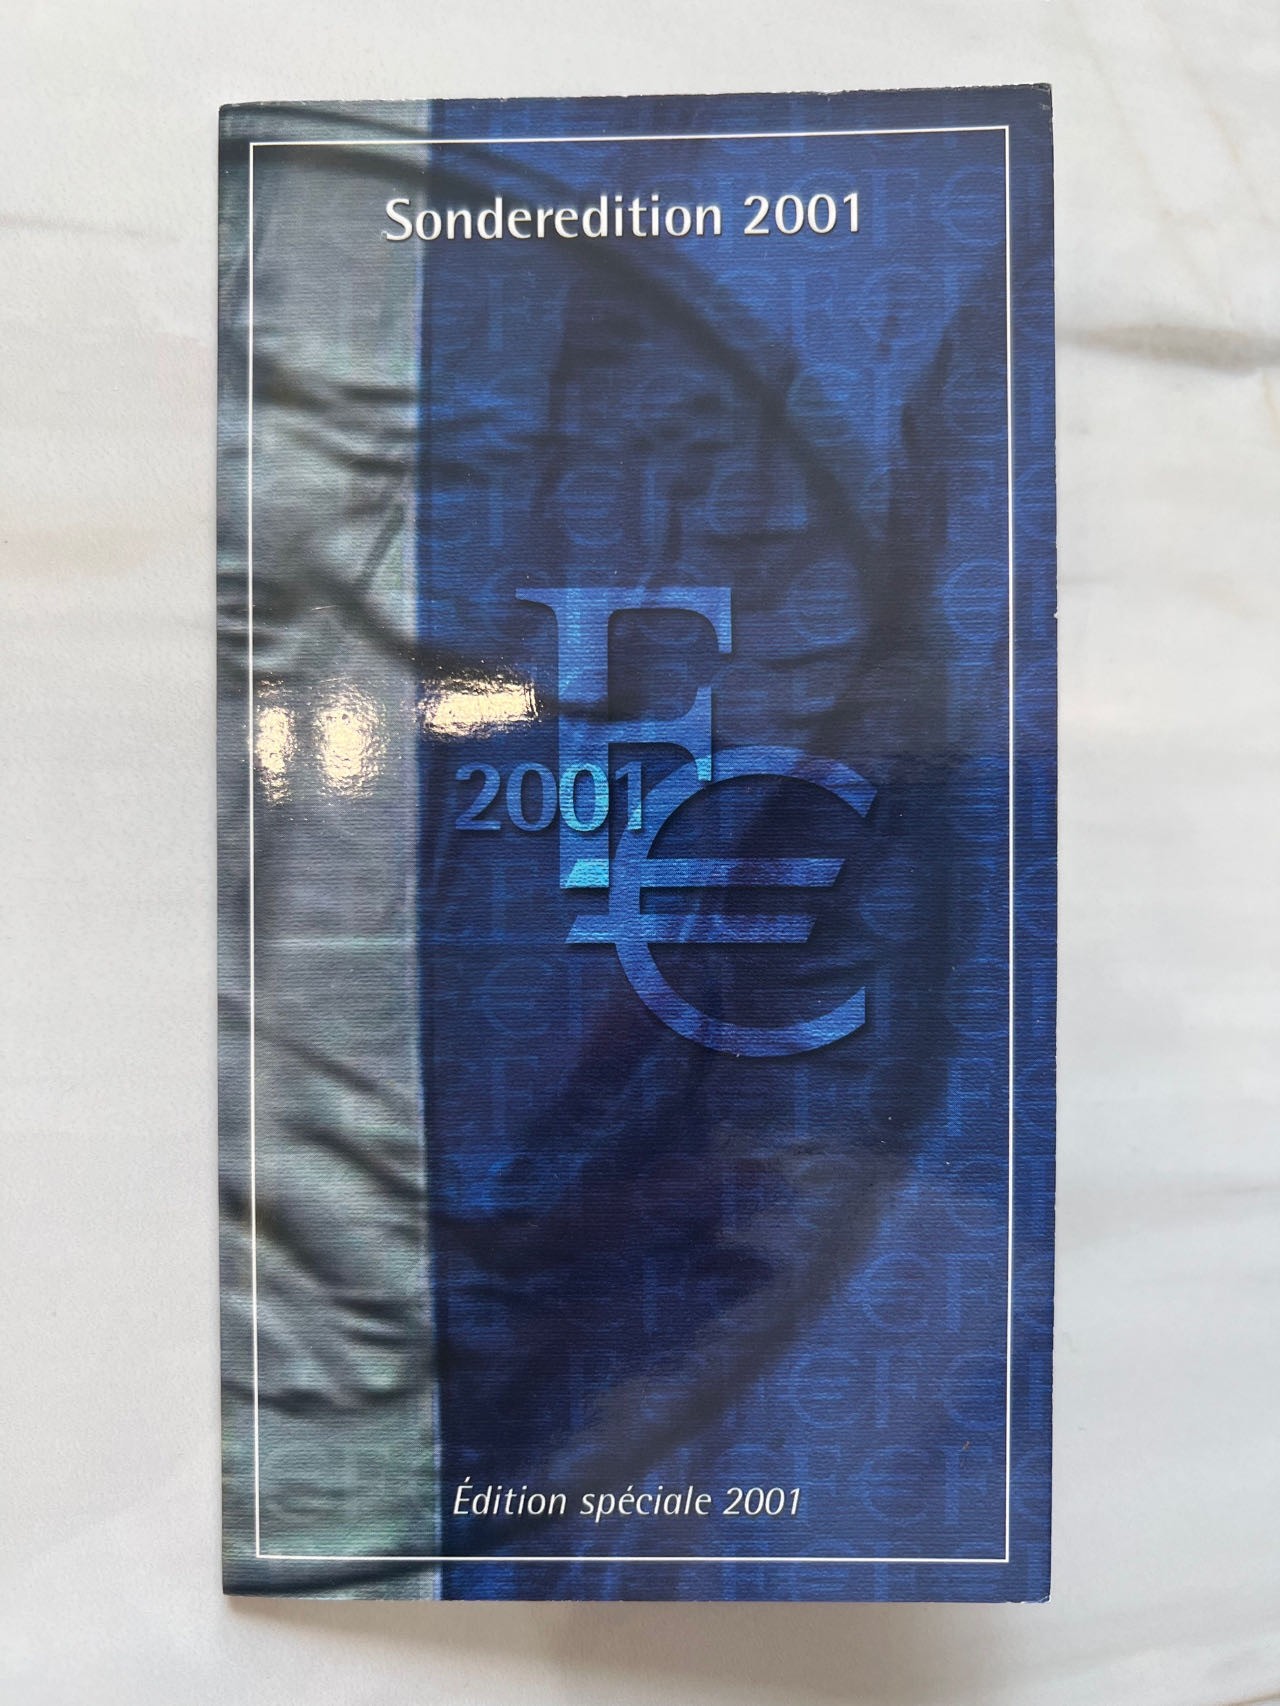 Sonderedition 2001
F
2001
€
Édition spéciale 2001